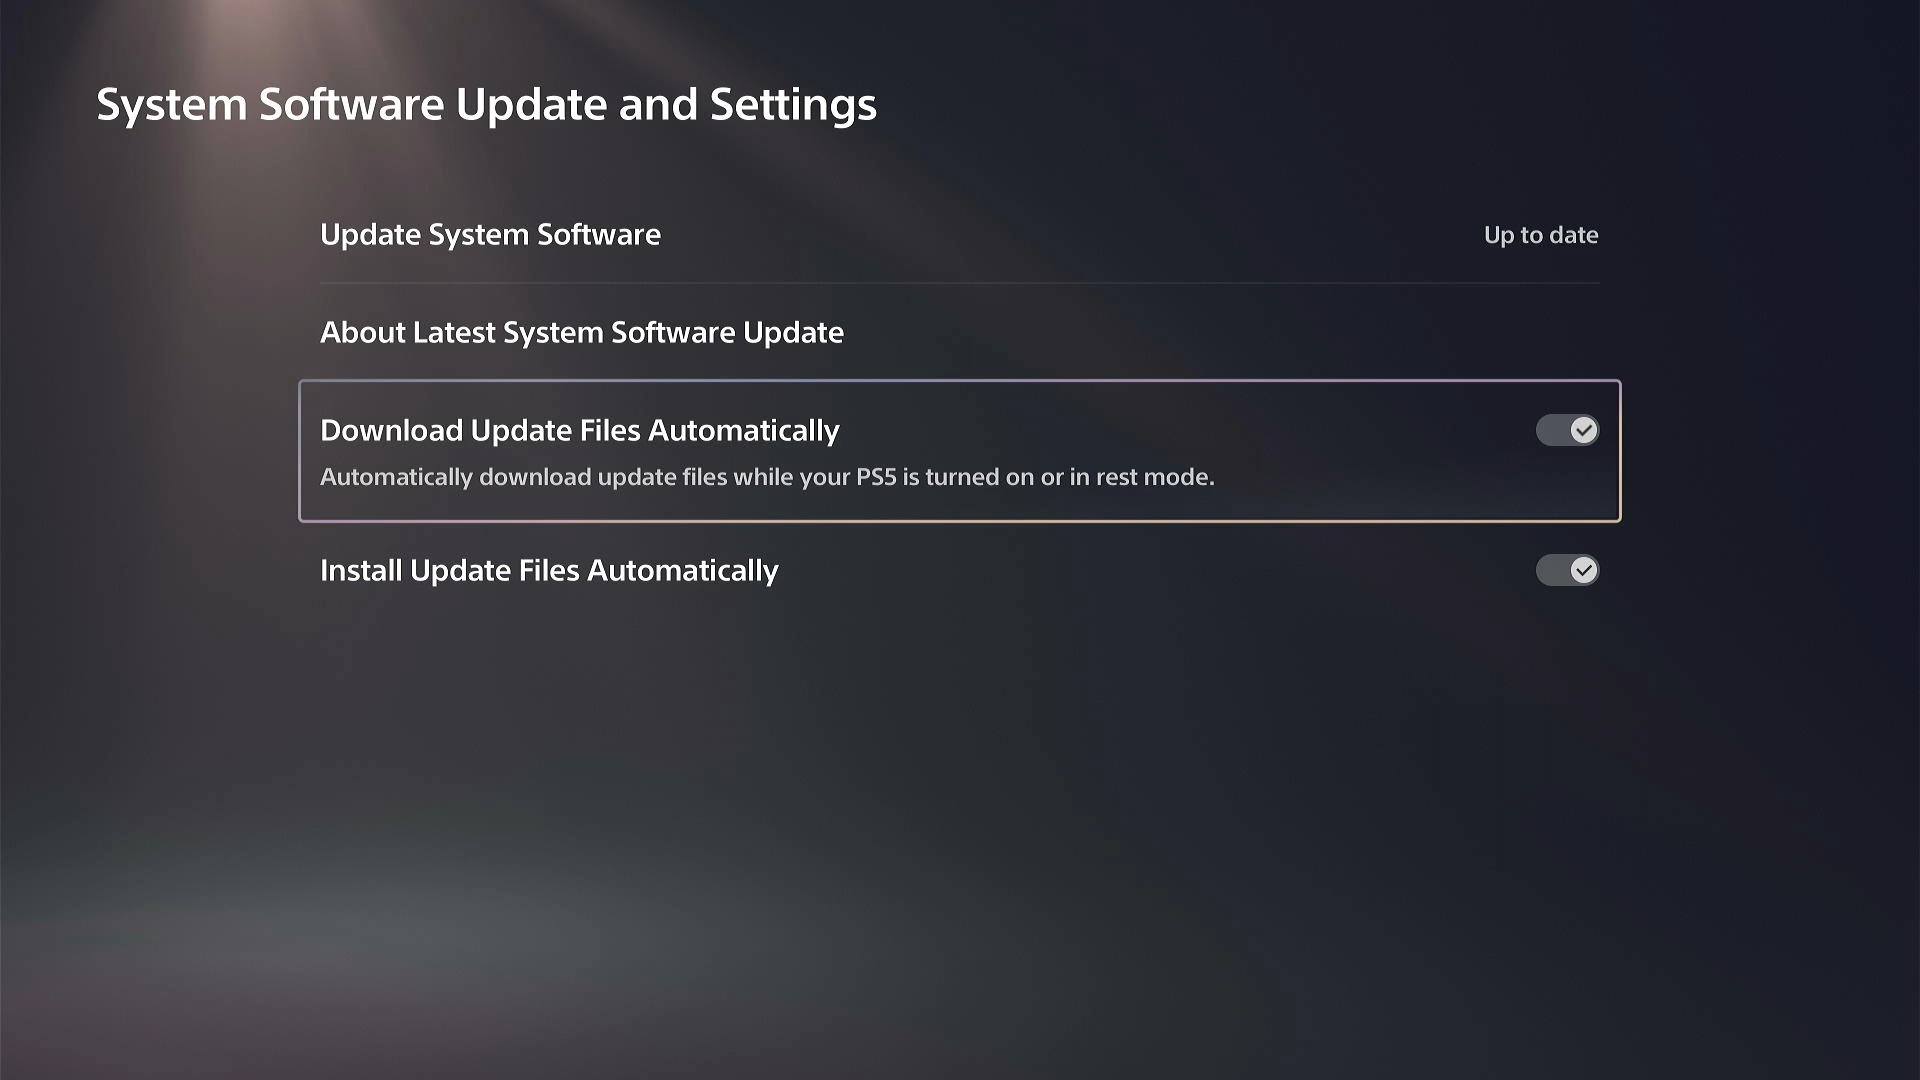 System Software Update and Settings
Update System Software
Up to date
About Latest System Software Update
Download Update Files Automatically
Automatically download update files while your PS5 is turned on or in rest mode.
Install Update Files Automatically